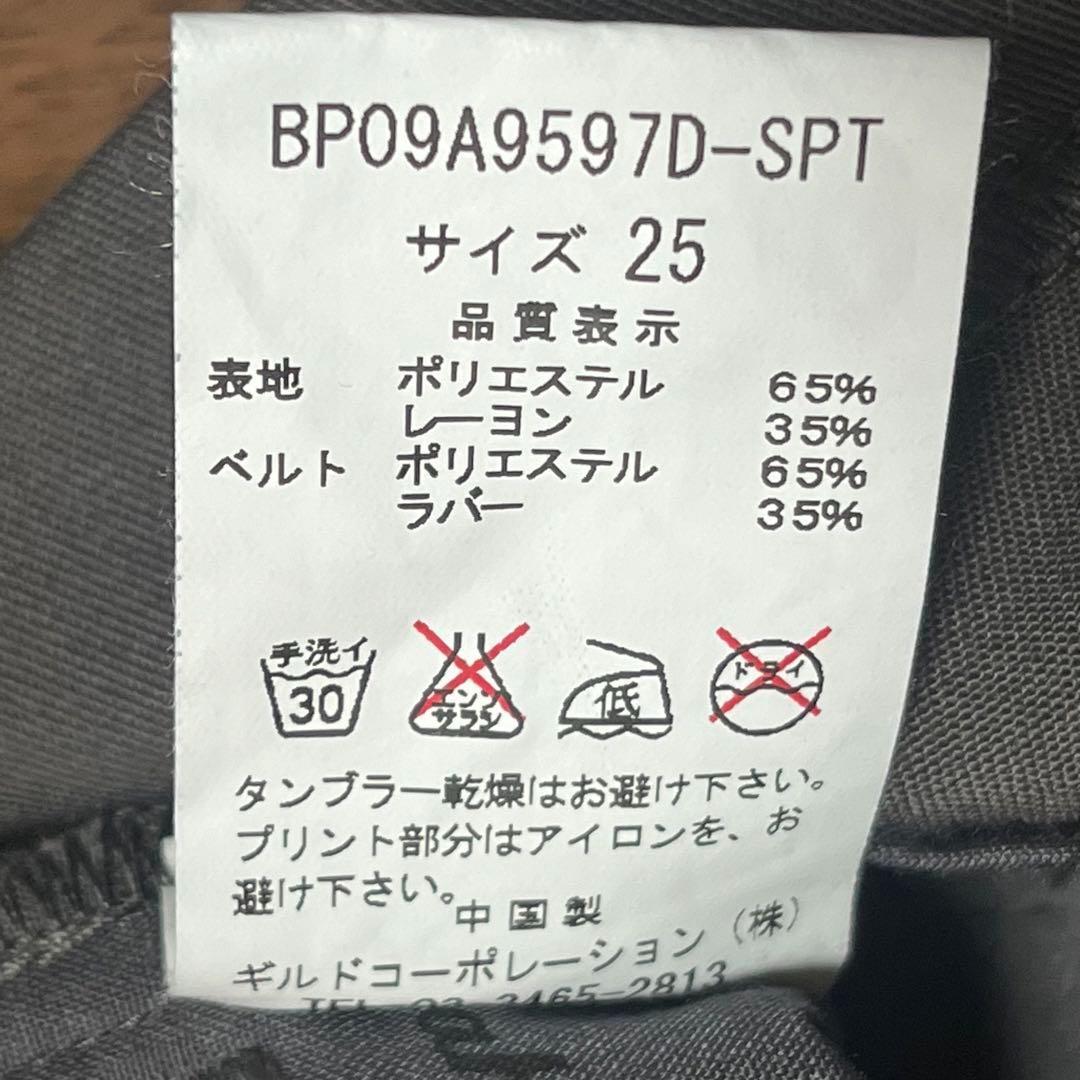 BP09A9597D-SPT
サイズ 25
品質表示
表地 ポリエステル 65%
レーヨン 35%
ベルト ポリエステル 65%
ラバー 35%
手洗イ 30
エンソ サラシ
低
ドライ
タンブラー乾燥はお避け下さい。
プリント部分はアイロンを、お
避け下さい。
中国製
ギルドコーポレーション(株)
TEL 03-3465-2813